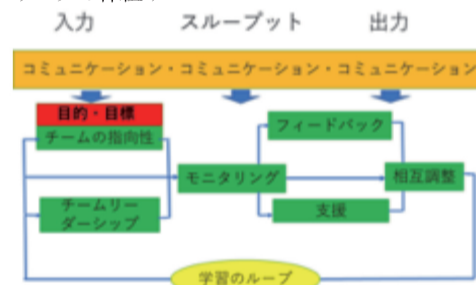 入力
スループット
出力
コミュニケーション・コミュニケーション・コミュニケーション
目的・目標
チームの指向性
フィードバック
モニタリング
相互調整
チームリー
ダーシップ
支援
学習のループ